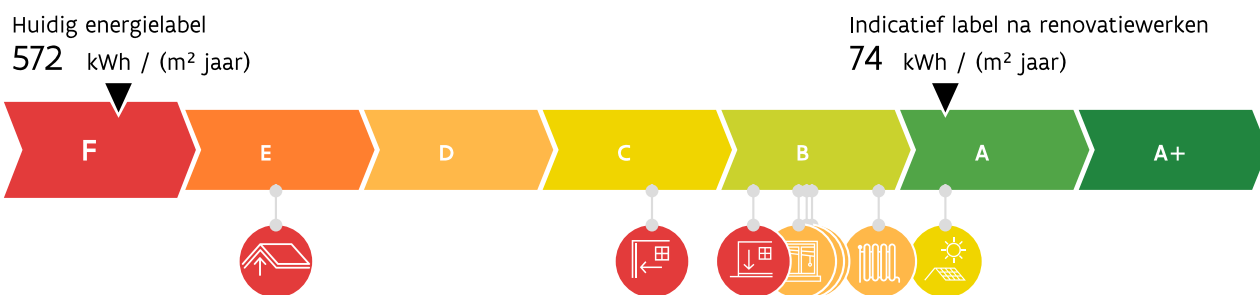 Huidig energielabel
572 kWh / (m² jaar)
Indicatief label na renovatiewerken
74 kWh / (m² jaar)
F E D C B A A+